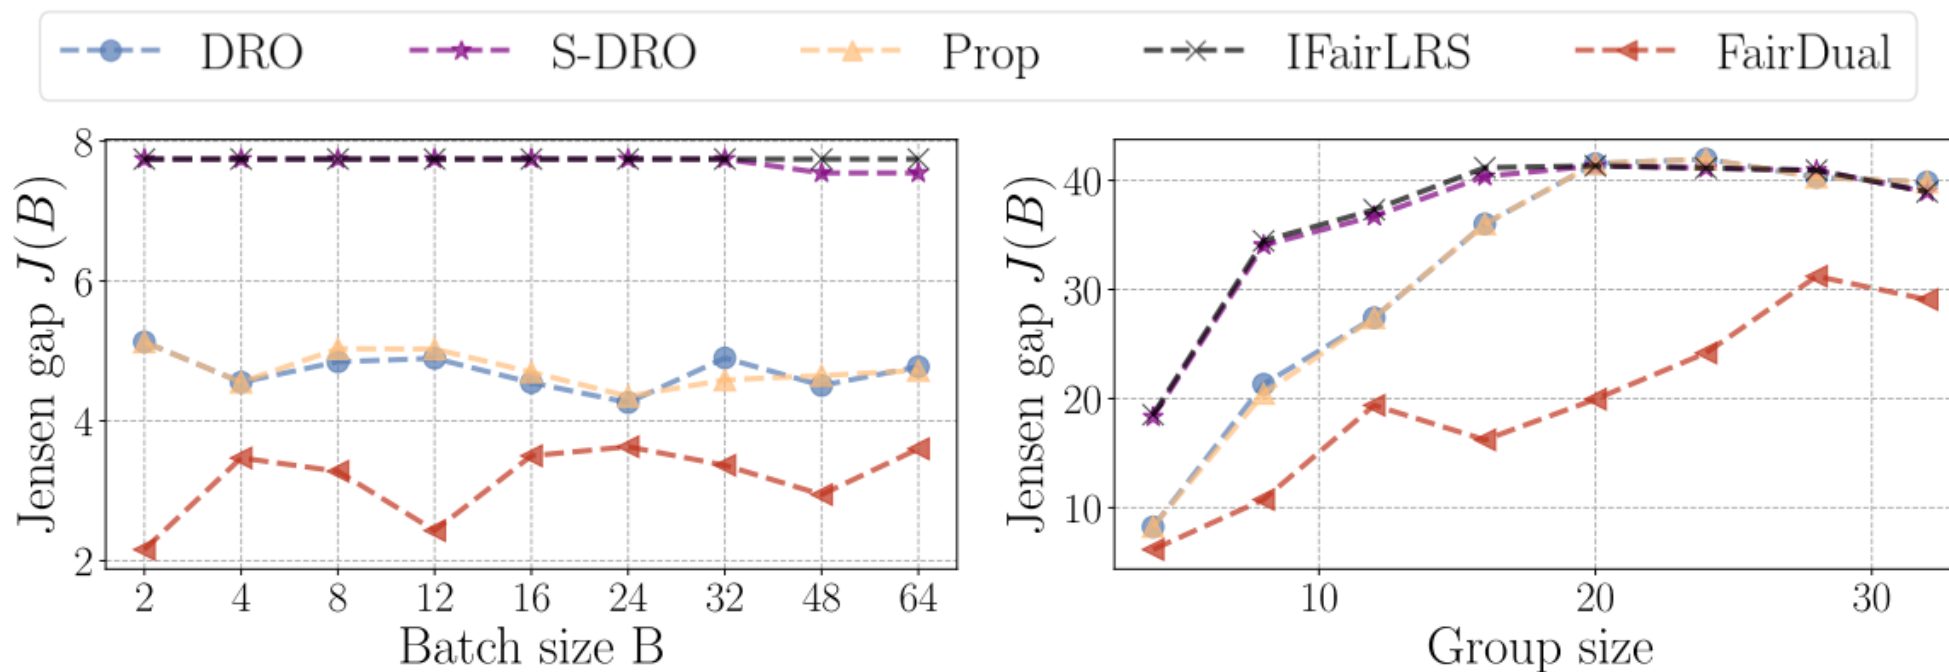 DRO S-DRO Prop IFairLRS FairDual
Jensen gap J(B)
8
6
4
2
2 4 8 12 16 24 32 48 64
Batch size B
Jensen gap J(B)
40
30
20
10
10 20 30
Group size